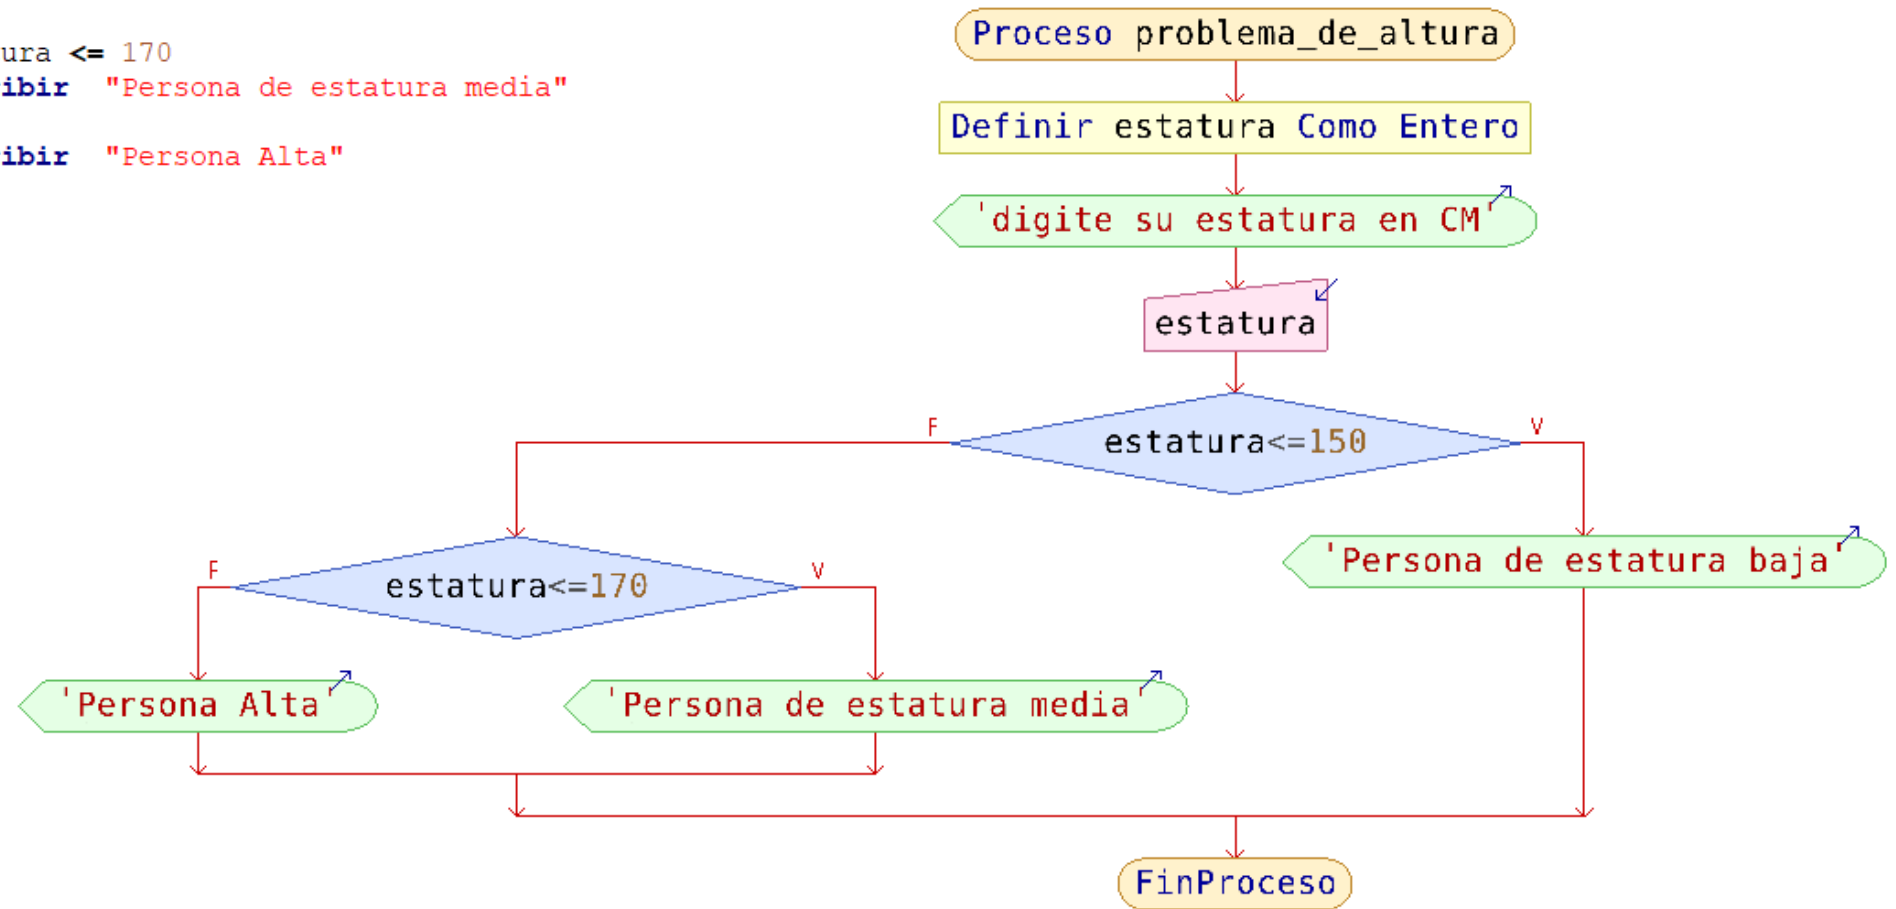 ura <= 170
ibir "Persona de estatura media"
ibir "Persona Alta"
Proceso problema_de_altura
Definir estatura Como Entero
'digite su estatura en CM'
estatura
F
estatura<=150
V
F
estatura<=170
V
'Persona de estatura baja'
'Persona Alta'
'Persona de estatura media'
FinProceso